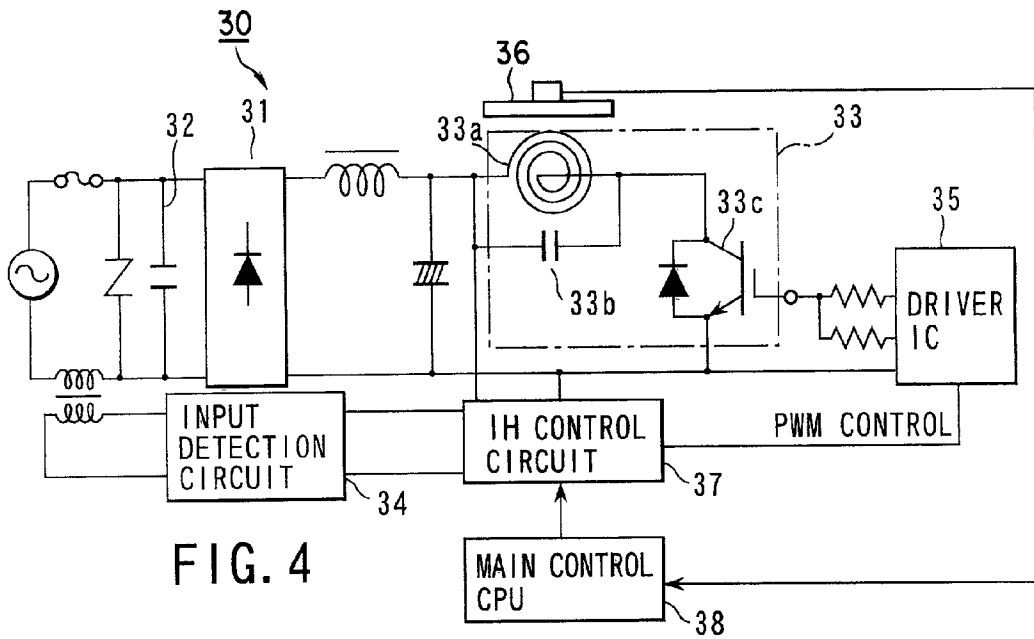 30
36
31
32
33a
33
33c
35
33b
DRIVER
IC
INPUT
DETECTION
CIRCUIT
34
IH CONTROL
CIRCUIT
37
PWM CONTROL
FIG. 4
MAIN CONTROL
CPU
38